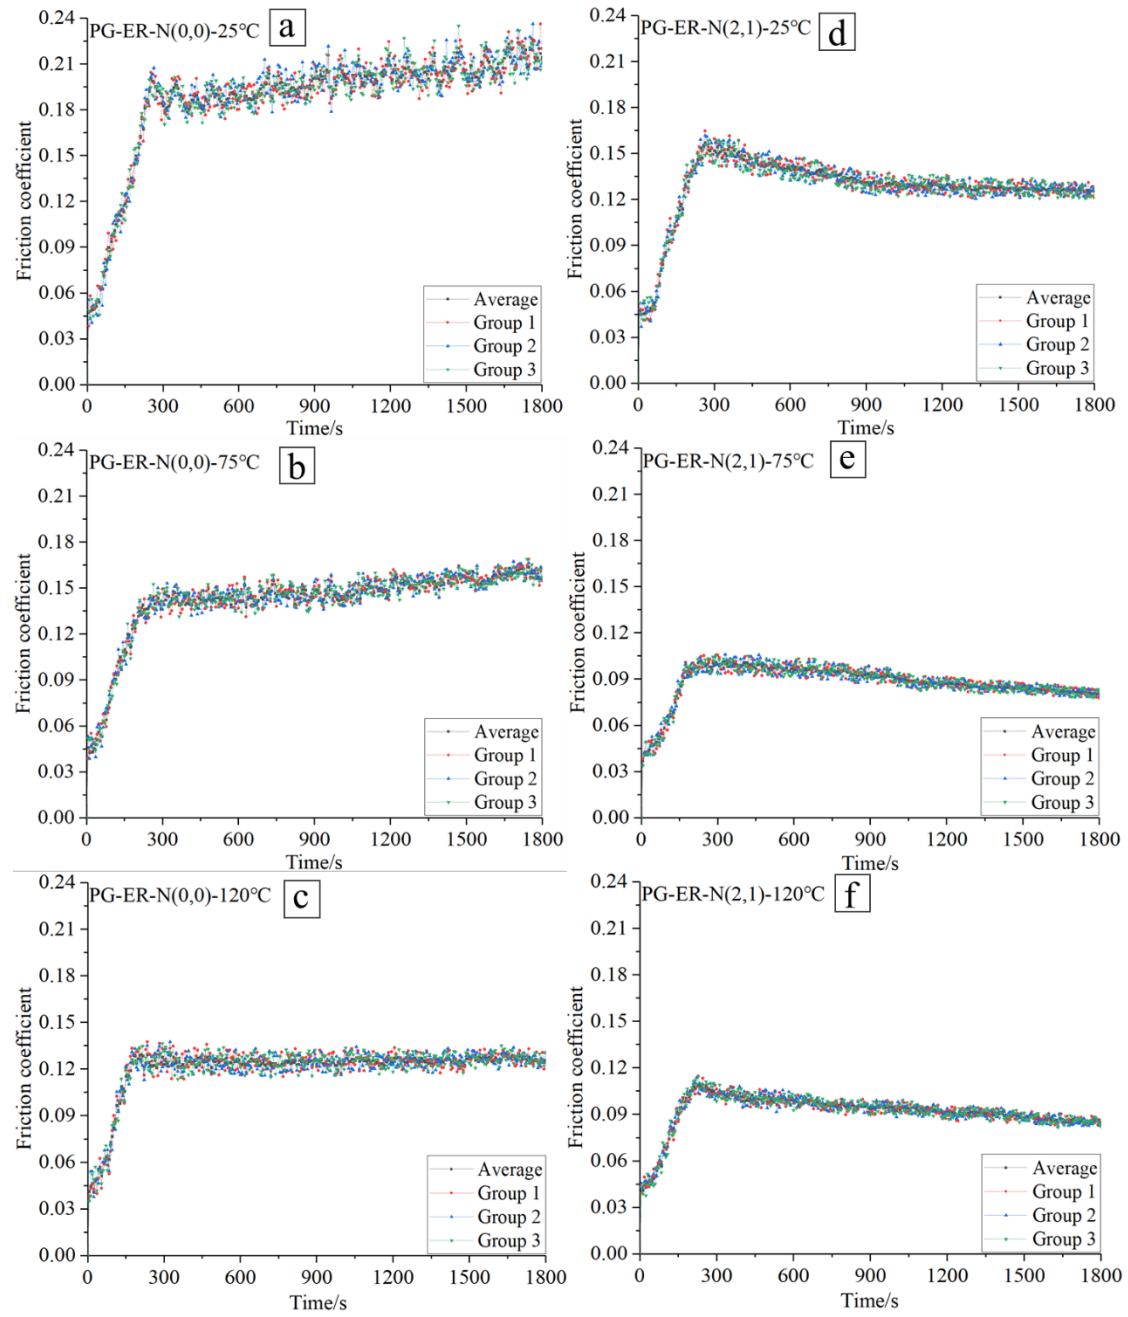 PG-ER-N(0,0)-25℃
a
Friction coefficient
0.24
0.21
0.18
0.15
0.12
0.09
0.06
0.03
0.00
Average
Group 1
Group 2
Group 3
0 300 600 900 1200 1500 1800
Time/s
PG-ER-N(2,1)-25℃
d
Friction coefficient
0.24
0.21
0.18
0.15
0.12
0.09
0.06
0.03
0.00
Average
Group 1
Group 2
Group 3
0 300 600 900 1200 1500 1800
Time/s
PG-ER-N(0,0)-75℃
b
Friction coefficient
0.24
0.21
0.18
0.15
0.12
0.09
0.06
0.03
0.00
Average
Group 1
Group 2
Group 3
0 300 600 900 1200 1500 1800
Time/s
PG-ER-N(2,1)-75℃
e
Friction coefficient
0.24
0.21
0.18
0.15
0.12
0.09
0.06
0.03
0.00
Average
Group 1
Group 2
Group 3
0 300 600 900 1200 1500 1800
Time/s
PG-ER-N(0,0)-120℃
c
Friction coefficient
0.24
0.21
0.18
0.15
0.12
0.09
0.06
0.03
0.00
Average
Group 1
Group 2
Group 3
0 300 600 900 1200 1500 1800
Time/s
PG-ER-N(2,1)-120℃
f
Friction coefficient
0.24
0.21
0.18
0.15
0.12
0.09
0.06
0.03
0.00
Average
Group 1
Group 2
Group 3
0 300 600 900 1200 1500 1800
Time/s